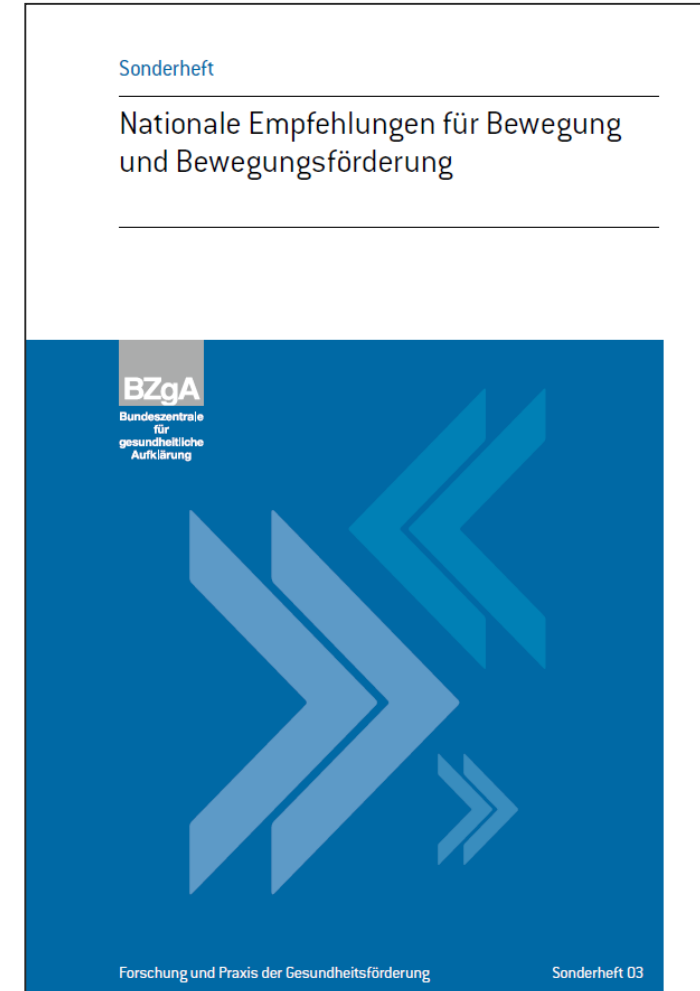 Sonderheft
Nationale Empfehlungen für Bewegung
und Bewegungsförderung
BZgA
Bundeszentrale
für
gesundheitliche
Aufklärung
Forschung und Praxis der Gesundheitsförderung
Sonderheft 03